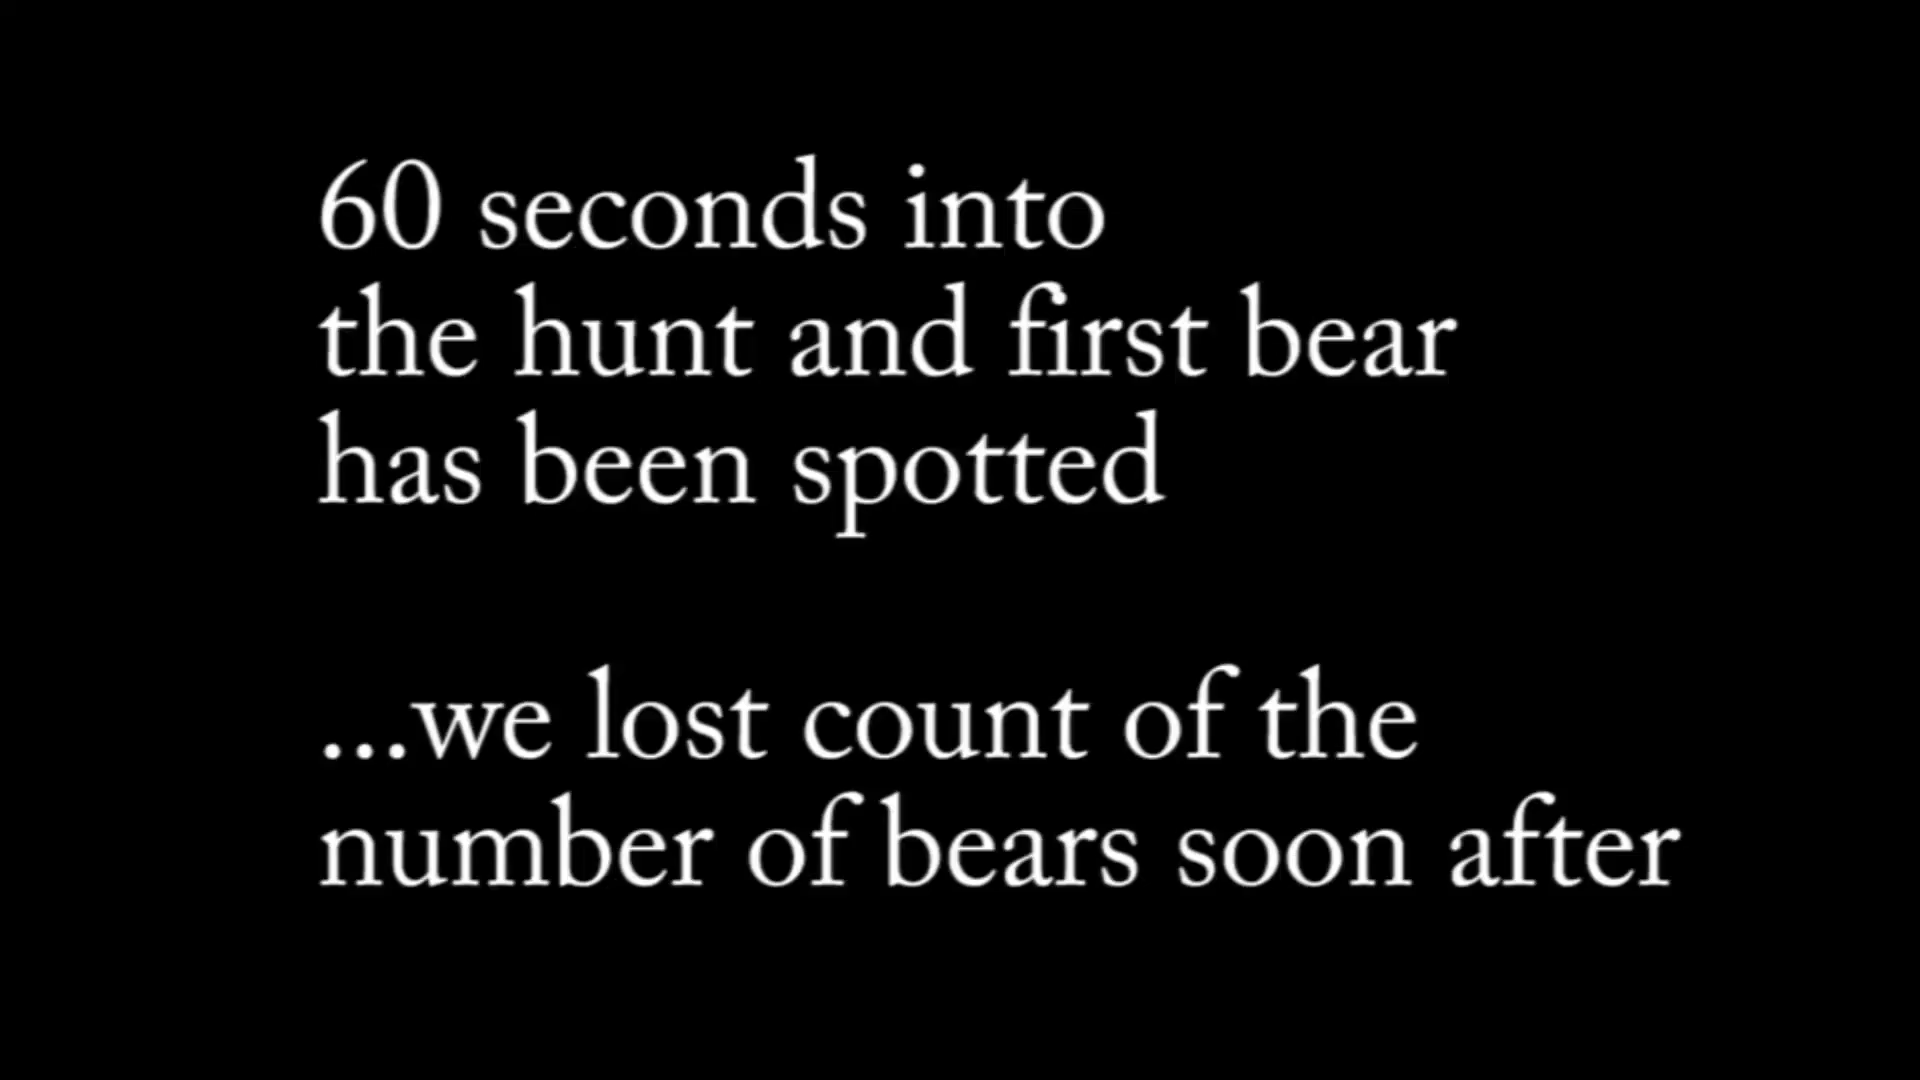 60 seconds into
the hunt and first bear
has been spotted
...we lost count of the
number of bears soon after